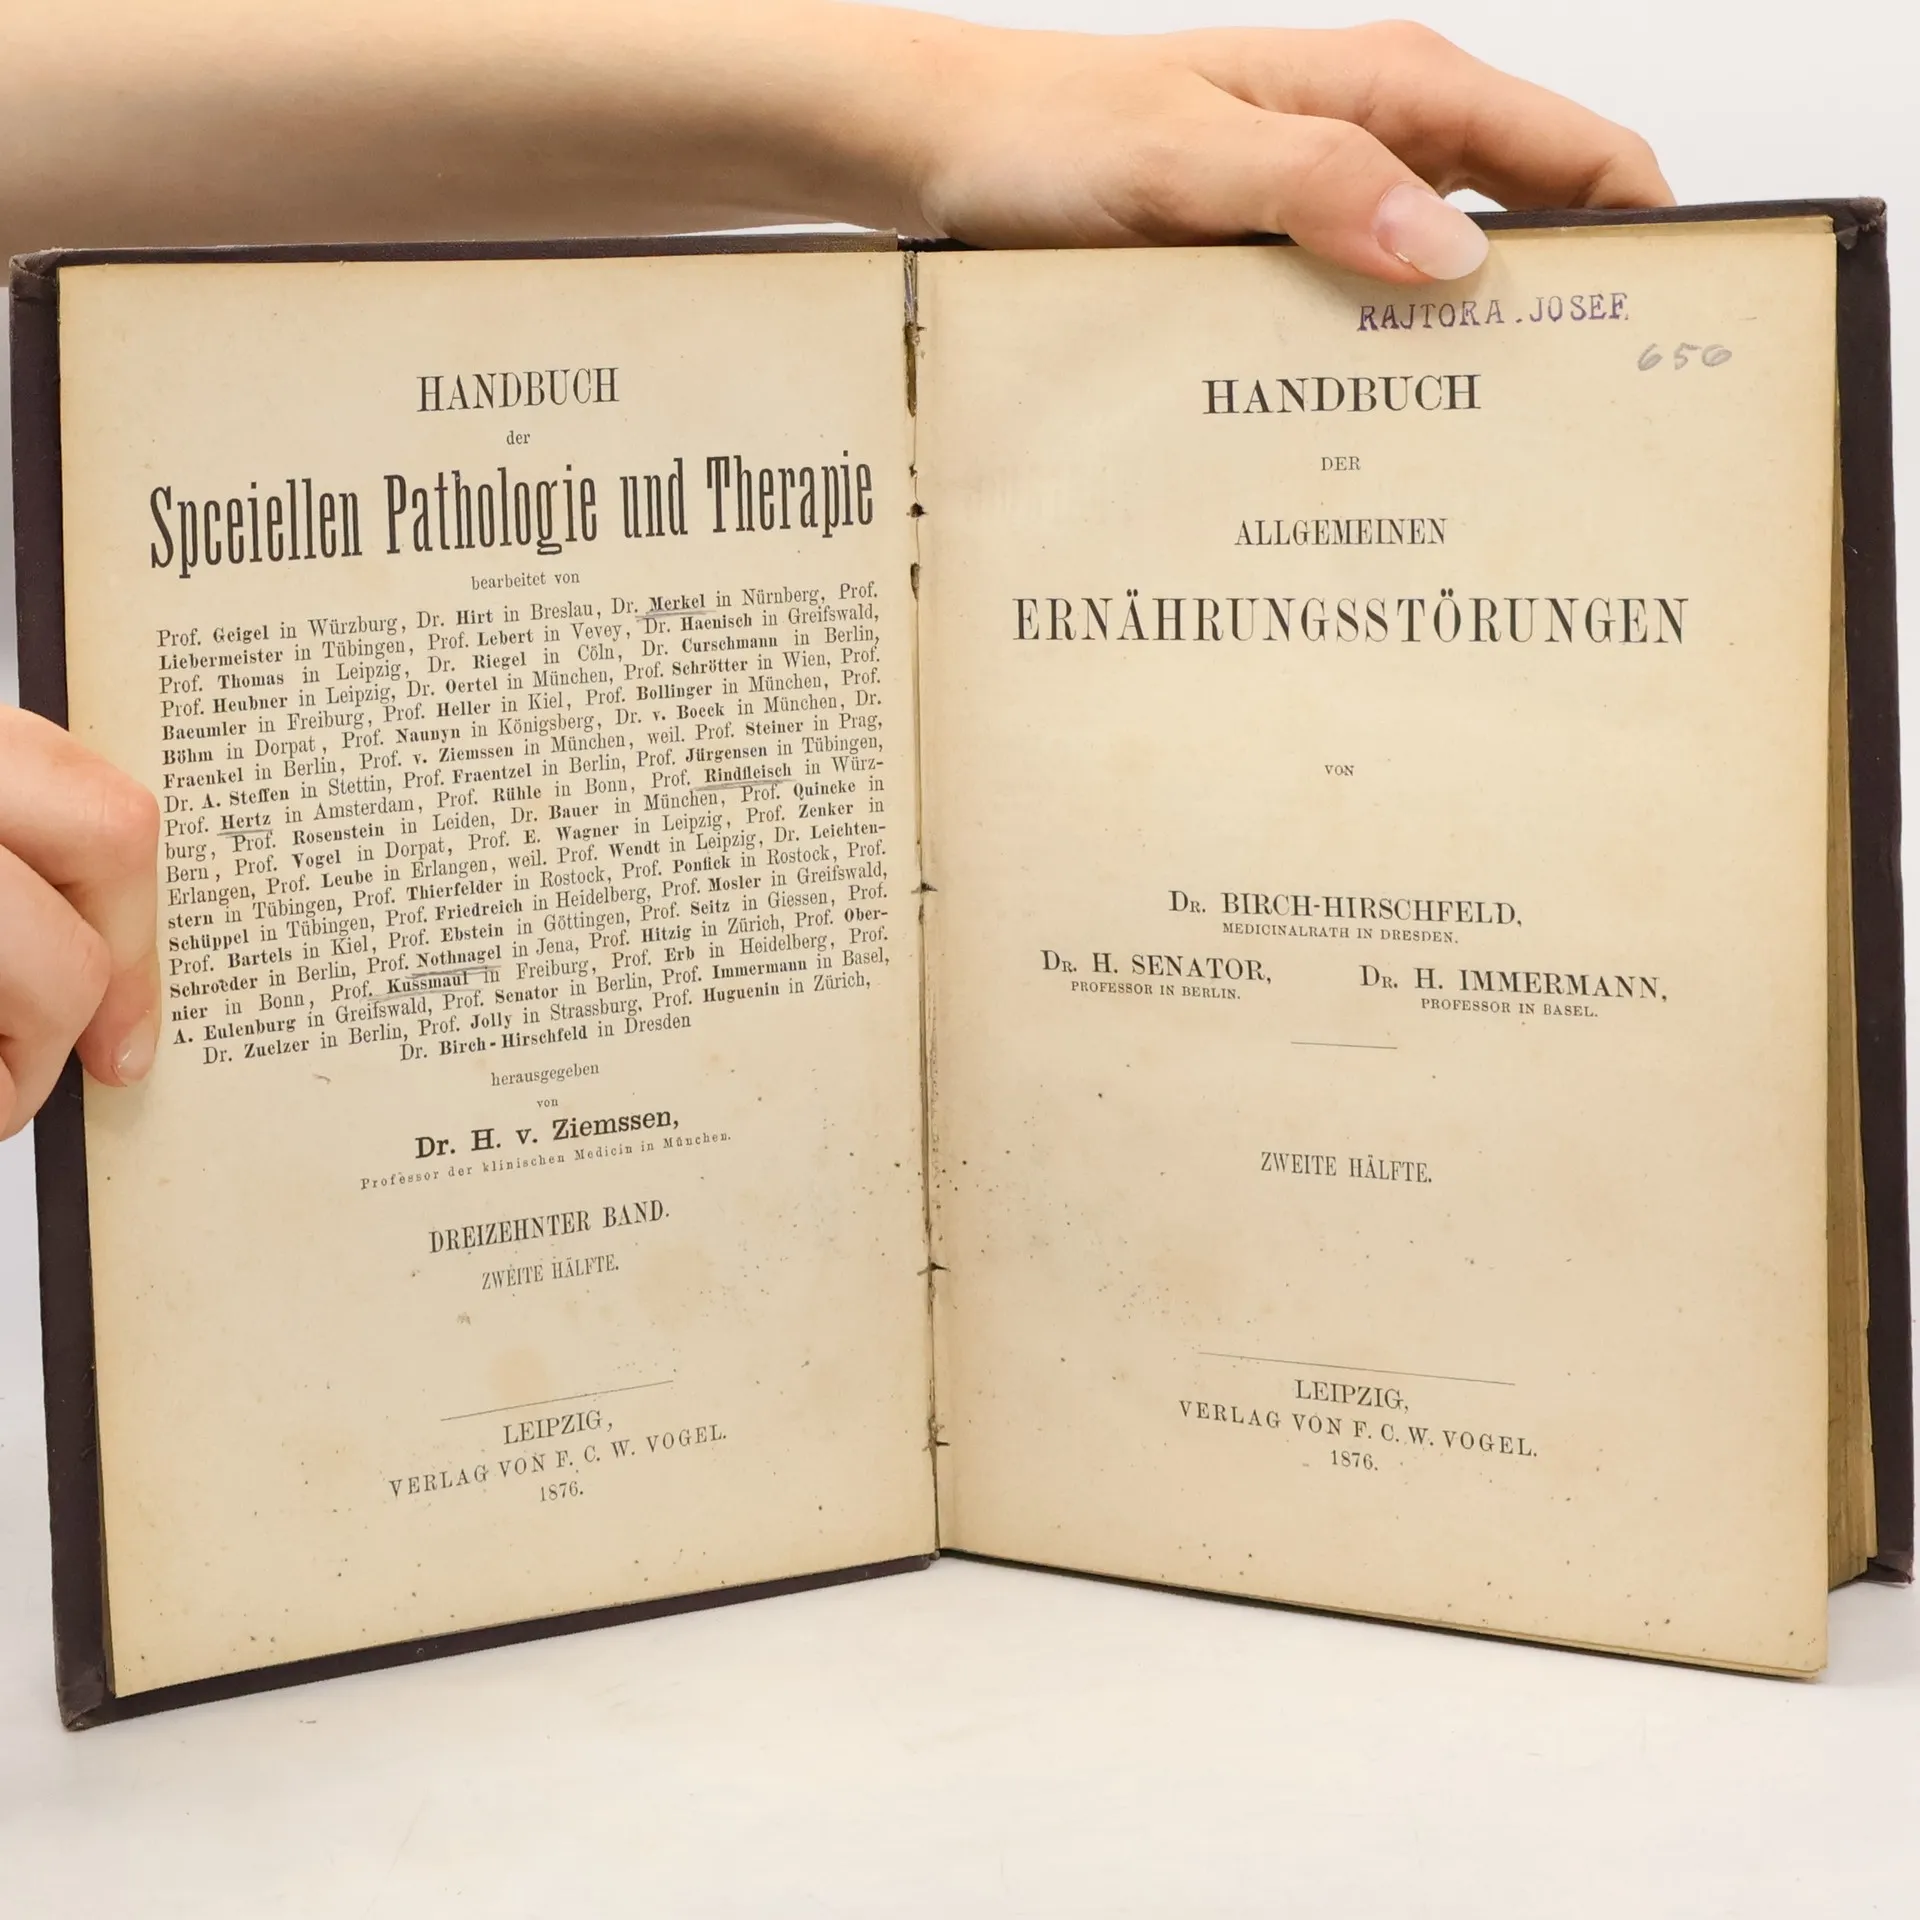 HANDBUCH
der
Speciellen Pathologie und Therapie
bearbeitet von
Prof. Geigel in Würzburg, Dr. Hirt in Breslau, Dr. Merkel in Nürnberg, Prof.
Liebermeister in Tübingen, Prof. Lebert in Vevey, Dr. Haenisch in Greifswald,
Prof. Thomas in Leipzig, Dr. Riegel in Cöln, Dr. Curschmann in Berlin,
Prof. Heubner in Leipzig, Dr. Oertel in München, Prof. Schrötter in Wien, Prof.
Baeumler in Freiburg, Prof. Heller in Kiel, Prof. Bollinger in München, Prof.
Böhm in Dorpat, Prof. Naunyn in Königsberg, Dr. v. Boeck in München, Dr.
Fraenkel in Berlin, Prof. v. Ziemssen in München, weil. Prof. Steiner in Prag,
Dr. A. Steffen in Stettin, Prof. Fraentzel in Berlin, Prof. Jürgensen in Tübingen,
Prof. Hertz in Amsterdam, Prof. Rühle in Bonn, Prof. Rindfleisch in Würz-
burg, Prof. Rosenstein in Leiden, Dr. Bauer in München, Prof. Quincke in
Bern, Prof. Vogel in Dorpat, Prof. E. Wagner in Leipzig, Prof. Zenker in
Erlangen, Prof. Leube in Erlangen, weil. Prof. Wendt in Leipzig, Dr. Leichten-
stern in Tübingen, Prof. Thierfelder in Rostock, Prof. Ponfick in Rostock, Prof.
Schüppel in Tübingen, Prof. Friedreich in Heidelberg, Prof. Mosler in Greifswald,
Prof. Bartels in Kiel, Prof. Ebstein in Göttingen, Prof. Seitz in Giessen, Prof.
Schroeder in Berlin, Prof. Nothnagel in Jena, Prof. Hitzig in Zürich, Prof. Ober-
nier in Bonn, Prof. Kussmaul in Freiburg, Prof. Erb in Heidelberg, Prof.
A. Eulenburg in Greifswald, Prof. Senator in Berlin, Prof. Immermann in Basel,
Dr. Zuelzer in Berlin, Prof. Jolly in Strassburg, Prof. Huguenin in Zürich,
Dr. Birch-Hirschfeld in Dresden
herausgegeben
von
Dr. H. v. Ziemssen,
Professor der klinischen Medicin in München.
DREIZEHNTER BAND.
ZWEITE HÄLFTE.
LEIPZIG,
VERLAG VON F. C. W. VOGEL.
1876.
RAJTORA.JOSEF
656
HANDBUCH
DER
ALLGEMEINEN
ERNÄHRUNGSSTÖRUNGEN
VON
DR. BIRCH-HIRSCHFELD,
MEDICINALRATH IN DRESDEN.
DR. H. SENATOR, DR. H. IMMERMANN,
PROFESSOR IN BERLIN. PROFESSOR IN BASEL.
ZWEITE HÄLFTE.
LEIPZIG,
VERLAG VON F. C. W. VOGEL.
1876.